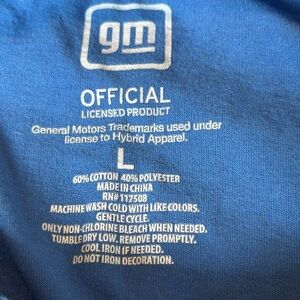 gm
OFFICIAL
LICENSED PRODUCT
General Motors Trademarks used under
license to Hybrid Apparel.
L
60% COTTON 40% POLYESTER
MADE IN CHINA
RN# 117508
MACHINE WASH COLD WITH LIKE COLORS.
GENTLE CYCLE.
ONLY NON-CHLORINE BLEACH WHEN NEEDED.
TUMBLE DRY LOW. REMOVE PROMPTLY.
COOL IRON IF NEEDED.
DO NOT IRON DECORATION.